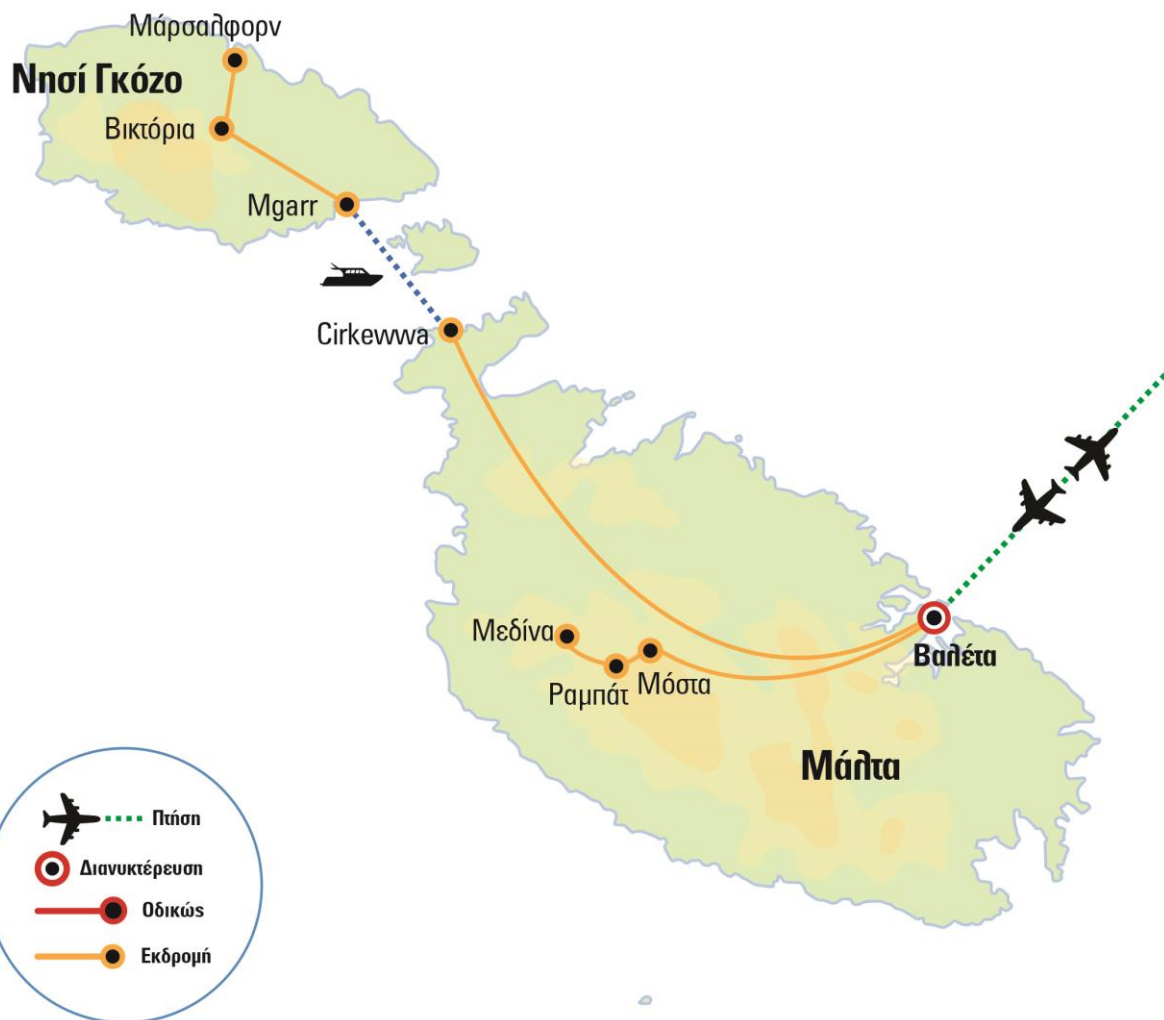 Μάρσαλφορν
Νησί Γκόζο
Βικτόρια
Mgarr
Cirkewwa
Μεδίνα
Ραμπάτ
Μόστα
Βαλέτα
Μάλτα
Πτήση
Διανυκτέρευση
Οδικώς
Εκδρομή